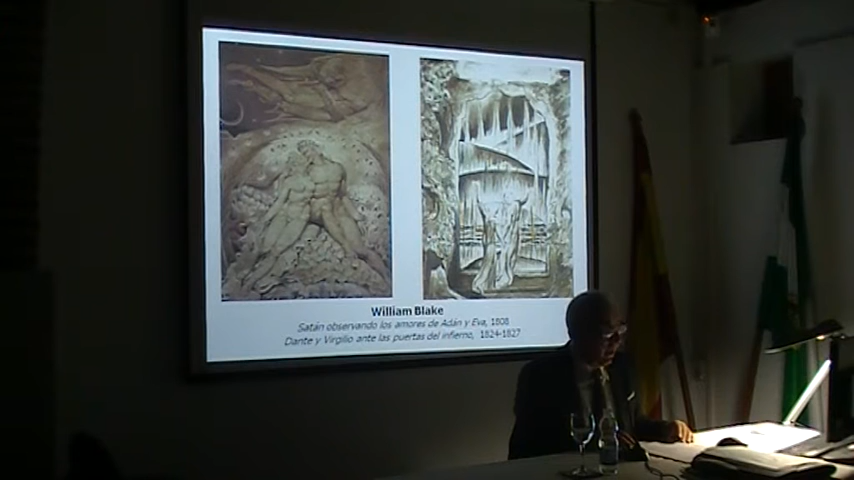 William Blake
Satán observando los amores de Adán y Eva, 1808
Dante y Virgilio ante las puertas del infierno, 1824-1827